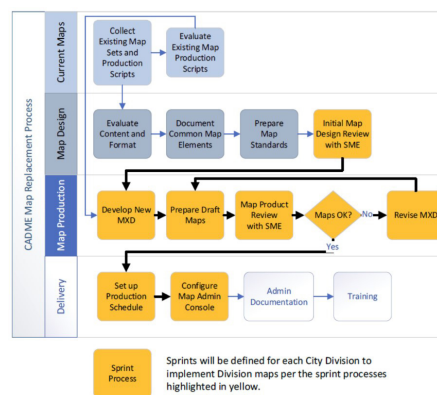 CADME Map Replacement Process
Current Maps
Collect
Existing Map
Sets and
Production
Scripts
Evaluate
Existing Map
Production
Scripts
Map Design
Evaluate
Content and
Format
Document
Common Map
Elements
Prepare
Map
Standards
Initial Map
Design Review
with SME
Map Production
Develop New
MXD
Prepare Draft
Maps
Map Product
Review
with SME
Maps OK?
No
Revise MXD
Yes
Delivery
Set up
Production
Schedule
Configure
Map Admin
Console
Admin
Documentation
Training
Sprint
Process
Sprints will be defined for each City Division to
implement Division maps per the sprint processes
highlighted in yellow.